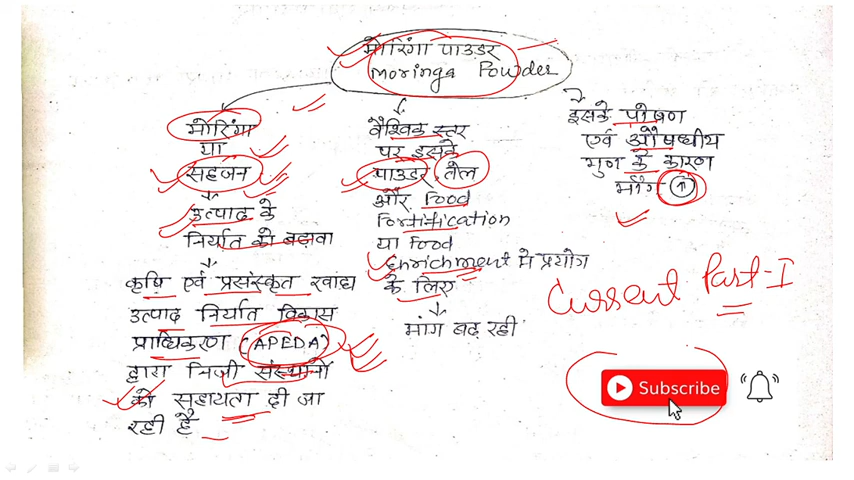 मोरिंगा पाउडर
Moringa Powder
मोरिंगा
या
सहजन
उत्पाद के
निर्यात को बढ़ावा
कृषि एवं प्रसंस्कृत खाद्य
उत्पाद निर्यात विकास
प्राधिकरण (APEDA)
द्वारा निजी संस्थानों
को सहायता दी जा
रही है
वैश्विक स्तर
पर इसके
पाउडर, तेल
और Food
Fortification
या Food
Enrichment मे प्रयोग
के लिए
मांग बढ़ रही
इसके पोषण
एवं औषधीय
गुण के कारण
माँग ↑
Current Part-I
Subscribe